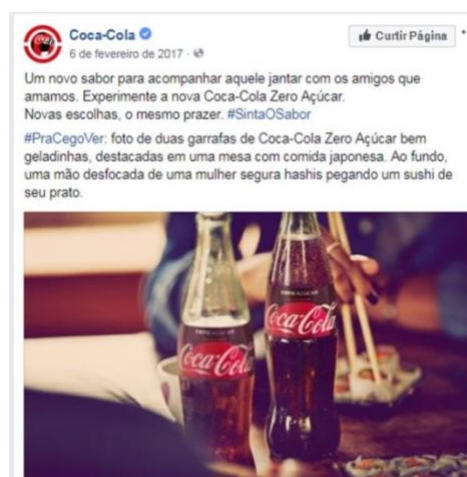 Coca-Cola
Curtir Página
6 de fevereiro de 2017 ·
Um novo sabor para acompanhar aquele jantar com os amigos que
amamos. Experimente a nova Coca-Cola Zero Açúcar.
Novas escolhas, o mesmo prazer. #SintaOSabor
#PraCegoVer: foto de duas garrafas de Coca-Cola Zero Açúcar bem
geladinhas, destacadas em uma mesa com comida japonesa. Ao fundo,
uma mão desfocada de uma mulher segura hashis pegando um sushi de
seu prato.
Coca-Cola
Coca-Cola